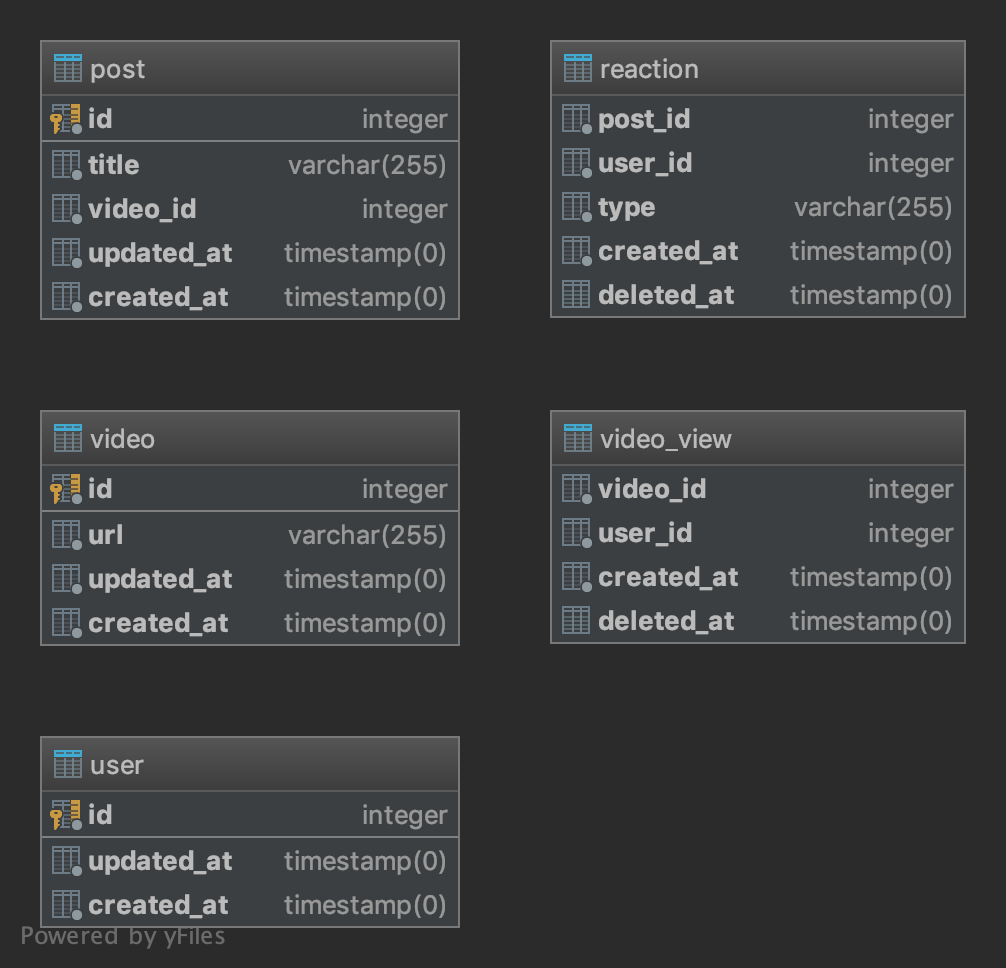 post
id integer
title varchar(255)
video_id integer
updated_at timestamp(0)
created_at timestamp(0)
reaction
post_id integer
user_id integer
type varchar(255)
created_at timestamp(0)
deleted_at timestamp(0)
video
id integer
url varchar(255)
updated_at timestamp(0)
created_at timestamp(0)
video_view
video_id integer
user_id integer
created_at timestamp(0)
deleted_at timestamp(0)
user
id integer
updated_at timestamp(0)
created_at timestamp(0)
Powered by yFiles